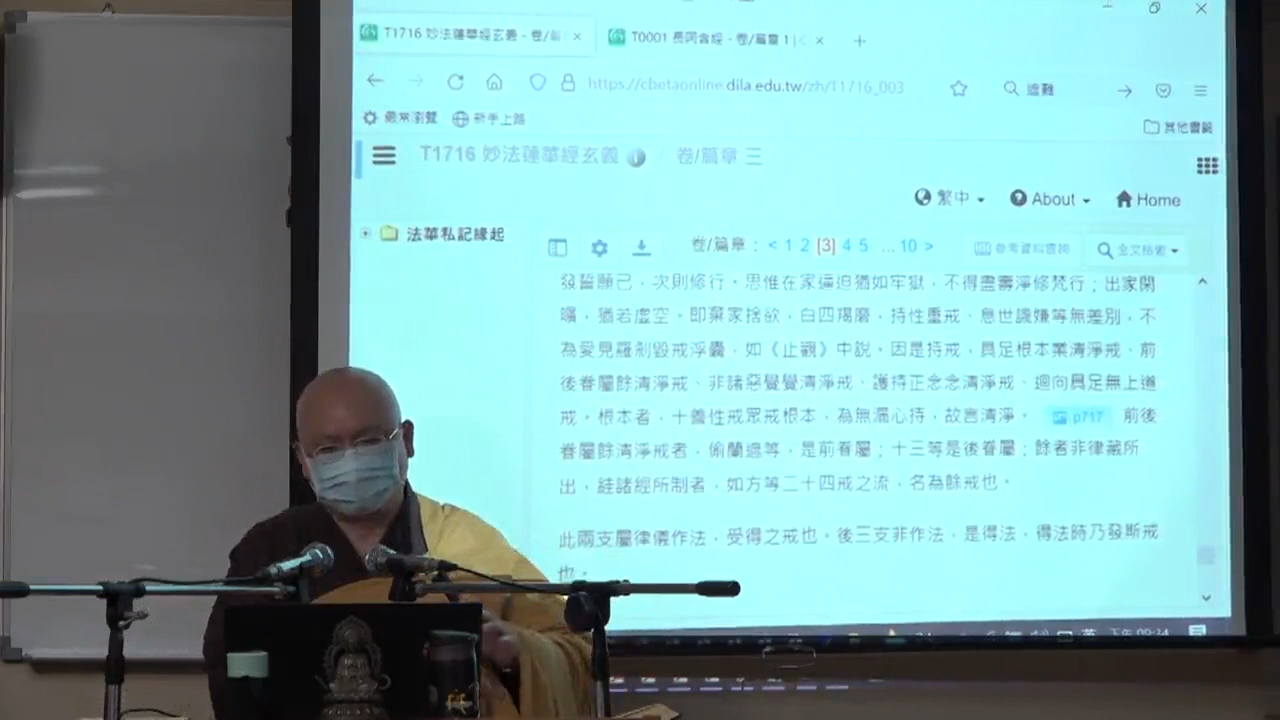 T1716 妙法蓮華經玄義 - 卷/篇
T0001 長阿含經 - 卷/篇章 1 | C
https://cbetaonline.dila.edu.tw/zh/T1716_003
遮難
最常瀏覽 新手上路
其他書籤
T1716 妙法蓮華經玄義 / 卷/篇章
繁中 About Home
法華私記緣起
卷/篇章： < 1 2 [3] 4 5 ... 10 >
參考資料查詢 全文檢索
發誓願已，次則修行。思惟在家逼迫猶如牢獄，不得盡壽淨修梵行；出家閑
曠，猶若虛空。即棄家捨欲，白四羯磨，持性重戒、息世譏嫌等無差別，不
為愛見羅剎毀戒浮囊，如《止觀》中說。因是持戒，具足根本業清淨戒、前
後眷屬餘清淨戒、非諸惡覺覺清淨戒、護持正念念清淨戒、迴向具足無上道
戒。根本者，十善性戒眾戒根本，為無漏心持，故言清淨。 p717 前後
眷屬餘清淨戒者，偷蘭遮等，是前眷屬；十三等是後眷屬；餘者非律藏所
出，絓諸經所制者，如方等二十四戒之流，名為餘戒也。
此兩支屬律儀作法，受得之戒也。後三支非作法，是得法，得法時乃發斯戒
也。
英 下午 09:34